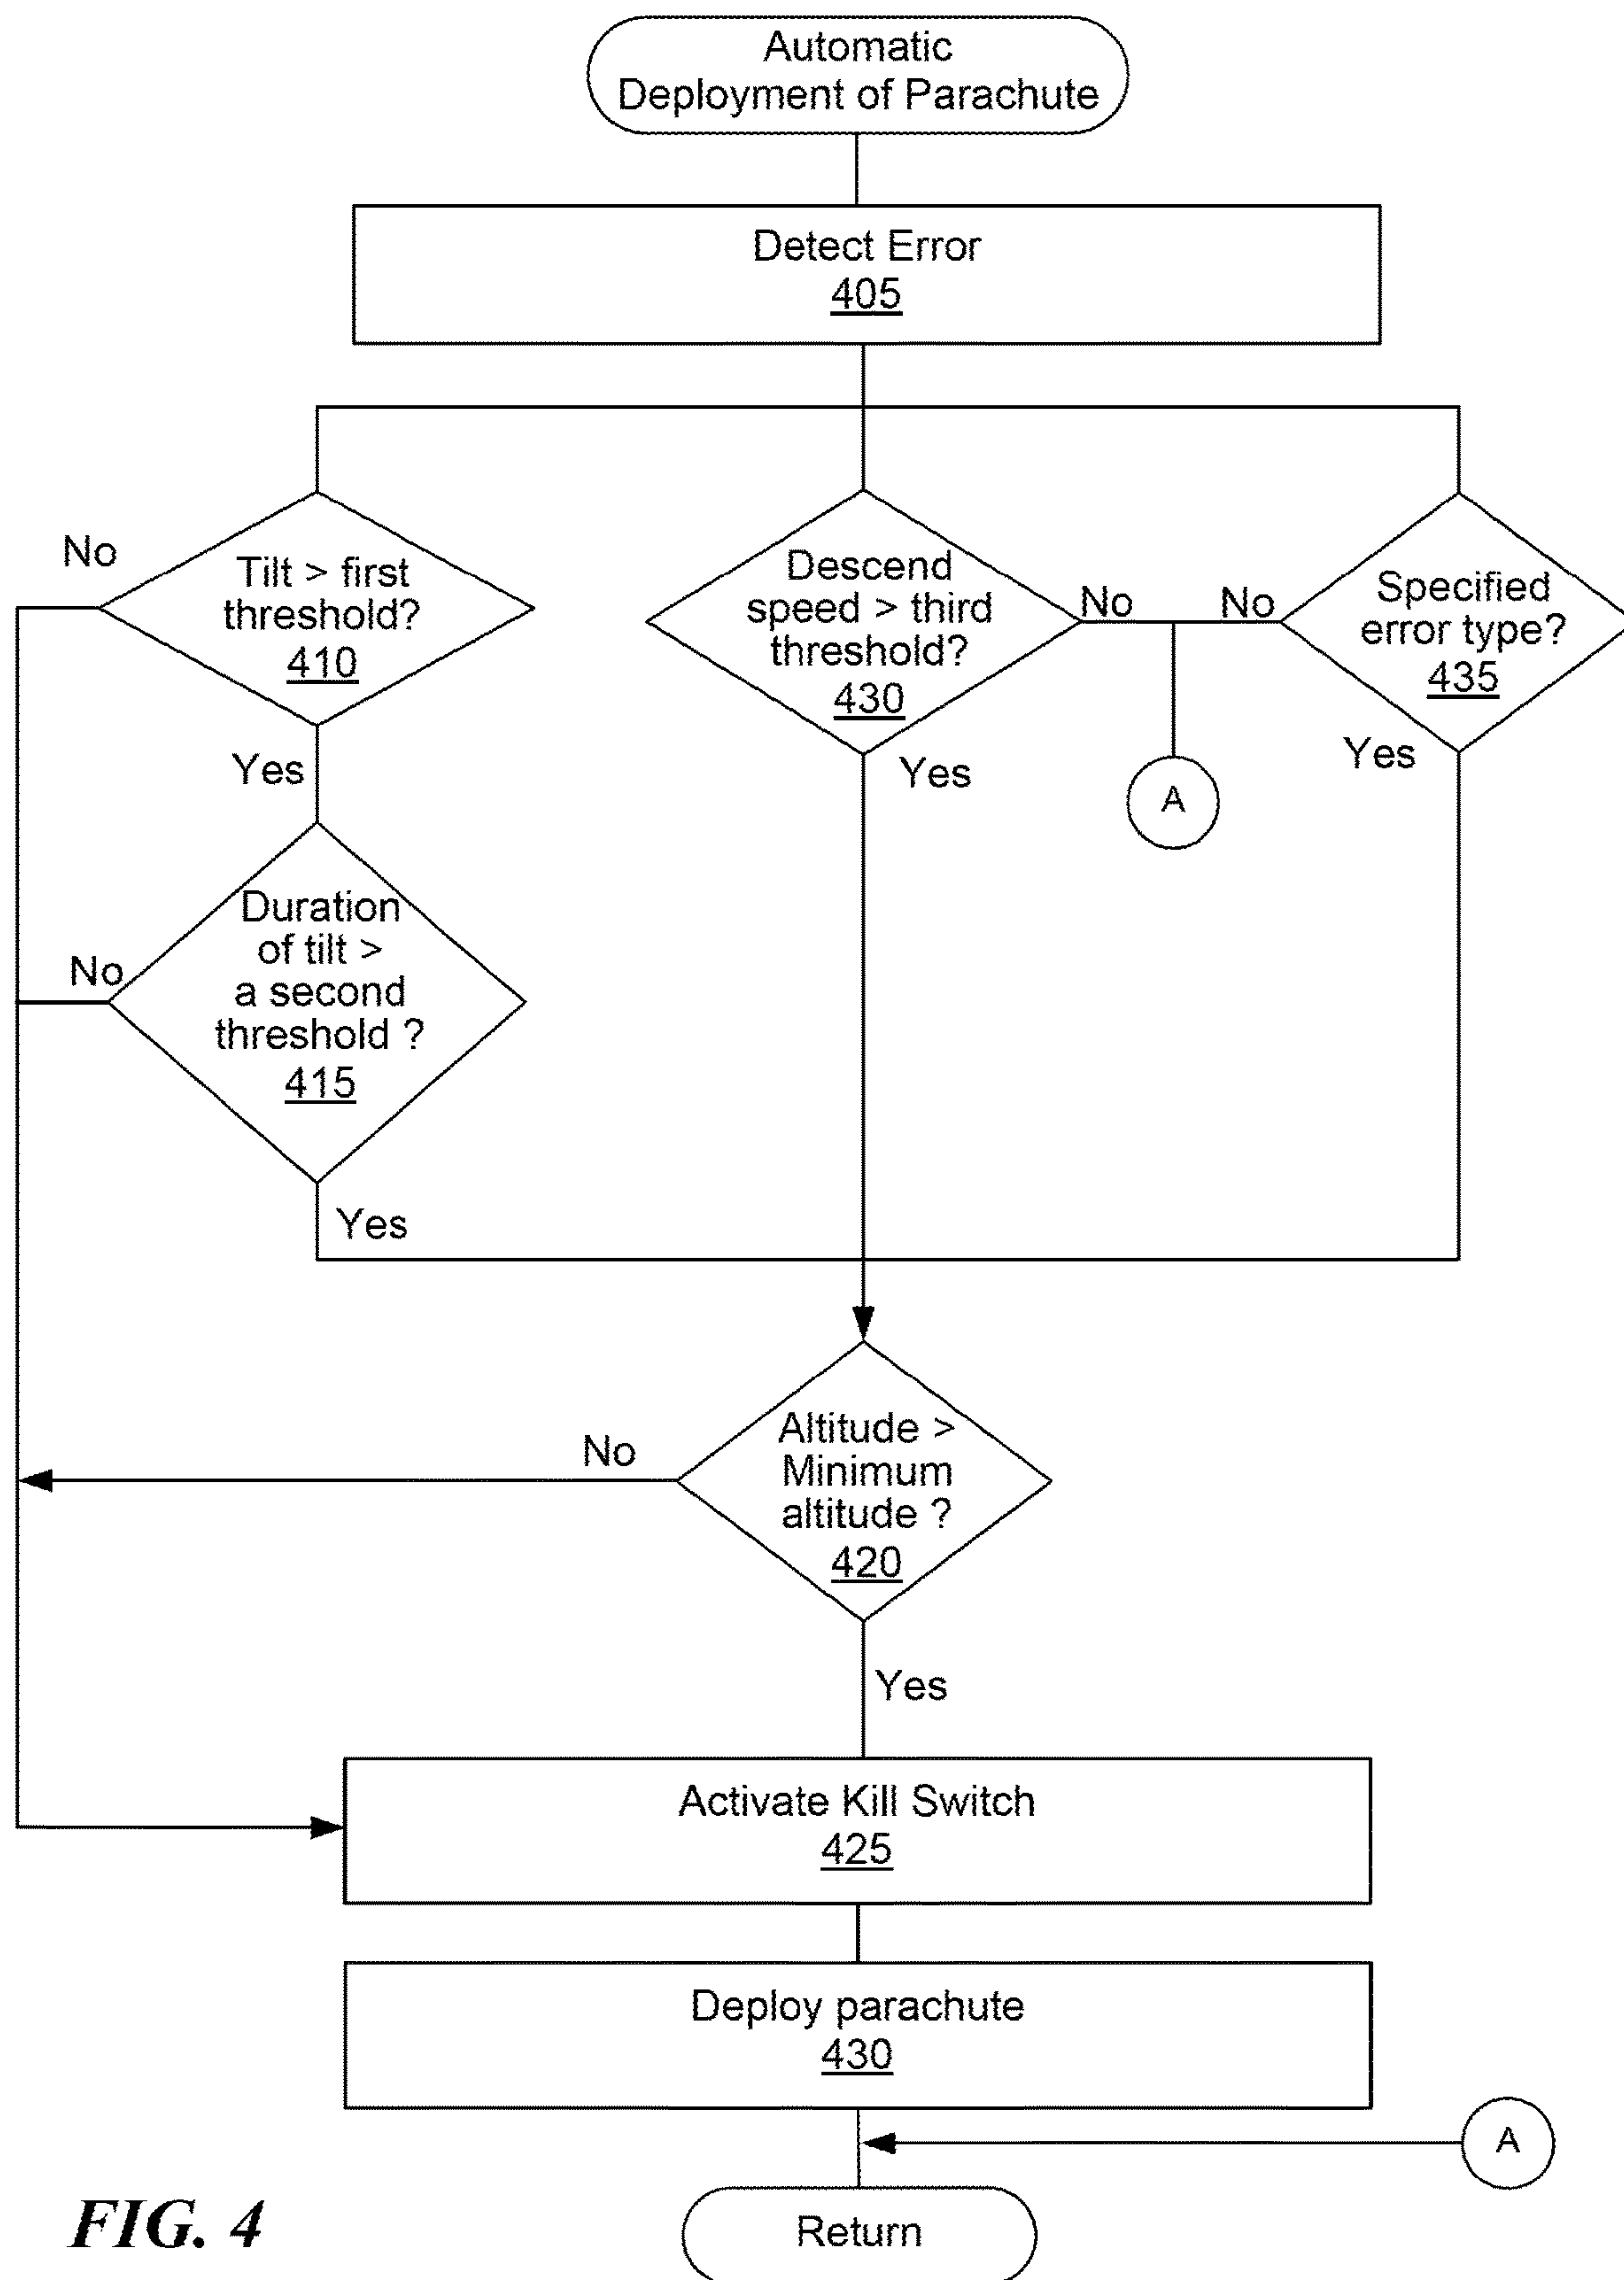 Automatic
Deployment of Parachute
Detect Error
405
No
Tilt > first
threshold?
410
Yes
Descend
speed > third
threshold?
430
No
Yes
No
Specified
error type?
435
Yes
A
Duration
of tilt >
a second
threshold ?
415
No
Yes
Altitude >
Minimum
altitude ?
420
No
Yes
Activate Kill Switch
425
Deploy parachute
430
A
Return
FIG. 4